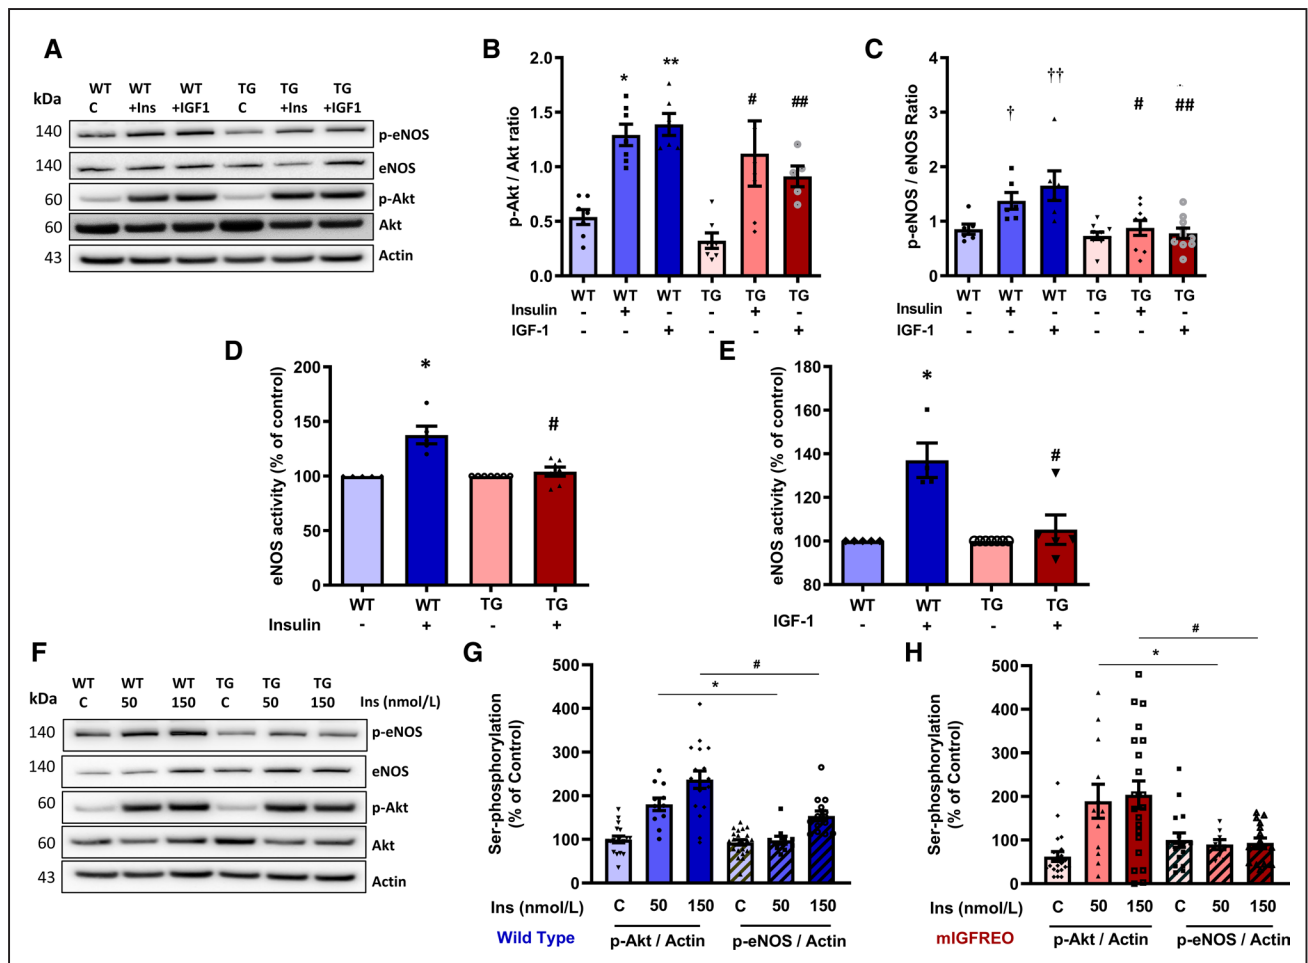 A
WT WT WT TG TG TG
kDa C +Ins +IGF1 C +Ins +IGF1
140 p-eNOS
140 eNOS
60 p-Akt
60 Akt
43 Actin
B
p-Akt / Akt ratio
2.0
1.5
1.0
0.5
0.0
* ** # ##
WT WT WT TG TG TG
Insulin - + - - + -
IGF-1 - - + - - +
C
p-eNOS / eNOS Ratio
4
3
2
1
0
† †† # ##
WT WT WT TG TG TG
Insulin - + - - + -
IGF-1 - - + - - +
D
eNOS activity (% of control)
200
150
100
50
0
* #
WT WT TG TG
Insulin - + - +
E
eNOS activity (% of control)
180
160
140
120
100
80
* #
WT WT TG TG
IGF-1 - + - +
F
WT WT WT TG TG TG
kDa C 50 150 C 50 150 Ins (nmol/L)
140 p-eNOS
140 eNOS
60 p-Akt
60 Akt
43 Actin
G
Ser-phosphorylation
(% of Control)
500
400
300
200
100
0
#
*
Ins (nmol/L) C 50 150 C 50 150
Wild Type p-Akt / Actin p-eNOS / Actin
H
Ser-phosphorylation
(% of Control)
500
400
300
200
100
0
#
*
Ins (nmol/L) C 50 150 C 50 150
mIGFREO p-Akt / Actin p-eNOS / Actin